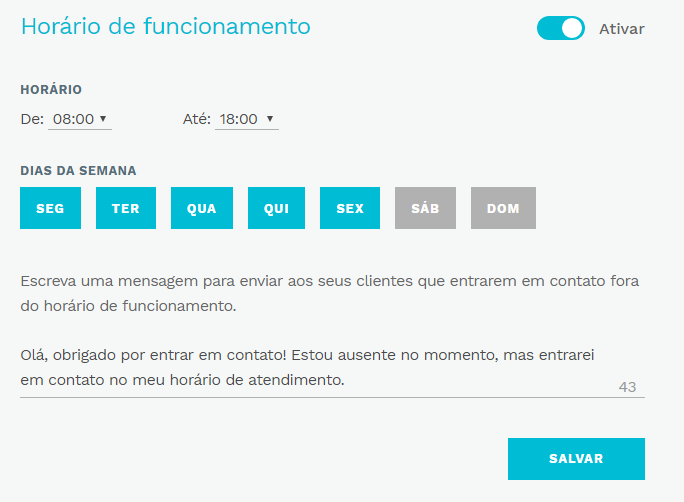 Horário de funcionamento Ativar
HORÁRIO
De: 08:00 Até: 18:00
DIAS DA SEMANA
SEG TER QUA QUI SEX SÁB DOM
Escreva uma mensagem para enviar aos seus clientes que entrarem em contato fora
do horário de funcionamento.
Olá, obrigado por entrar em contato! Estou ausente no momento, mas entrarei
em contato no meu horário de atendimento.
43
SALVAR